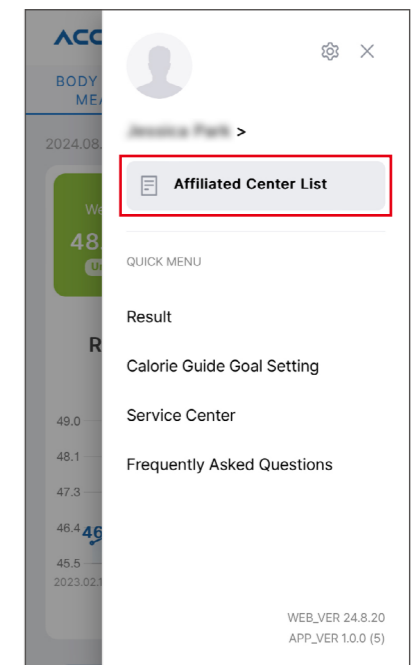 ACC
BODY
ME
2024.08.
We
48.
U
R
49.0
48.1
47.3
46.4 46
45.5
2023.02.1
>
Affiliated Center List
QUICK MENU
Result
Calorie Guide Goal Setting
Service Center
Frequently Asked Questions
WEB_VER 24.8.20
APP_VER 1.0.0 (5)